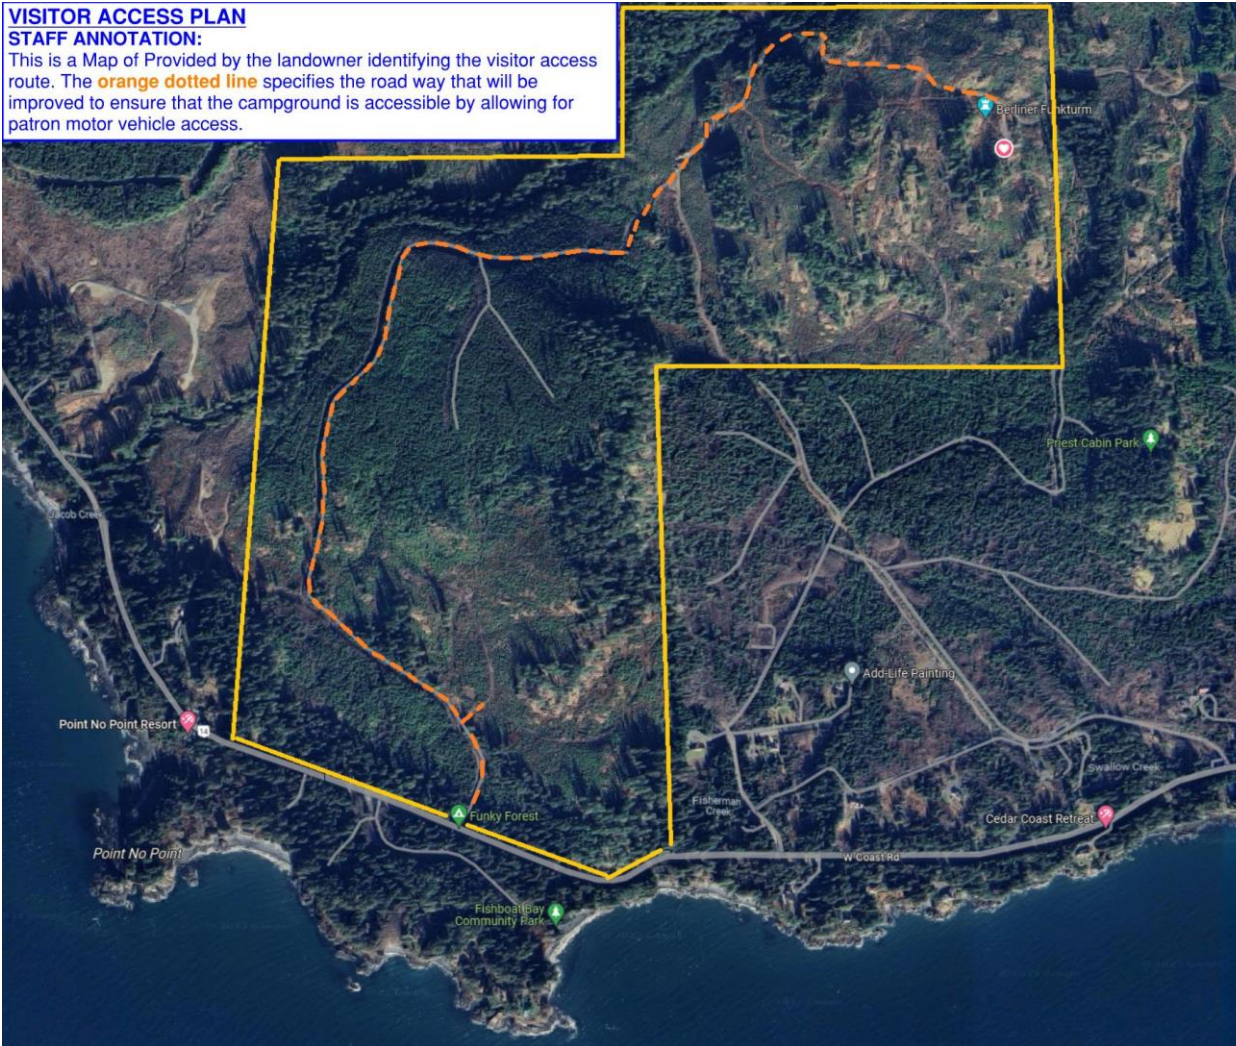 VISITOR ACCESS PLAN
STAFF ANNOTATION:
This is a Map of Provided by the landowner identifying the visitor access
route. The orange dotted line specifies the road way that will be
improved to ensure that the campground is accessible by allowing for
patron motor vehicle access.
Berliner Funkturm
Priest Cabin Park
Jacob Creek
Add-Life Painting
Point No Point Resort
14
Swallow Creek
Fisherman
Creek
Funky Forest
Cedar Coast Retreat
Point No Point
W Coast Rd
Fishboat Bay
Community Park